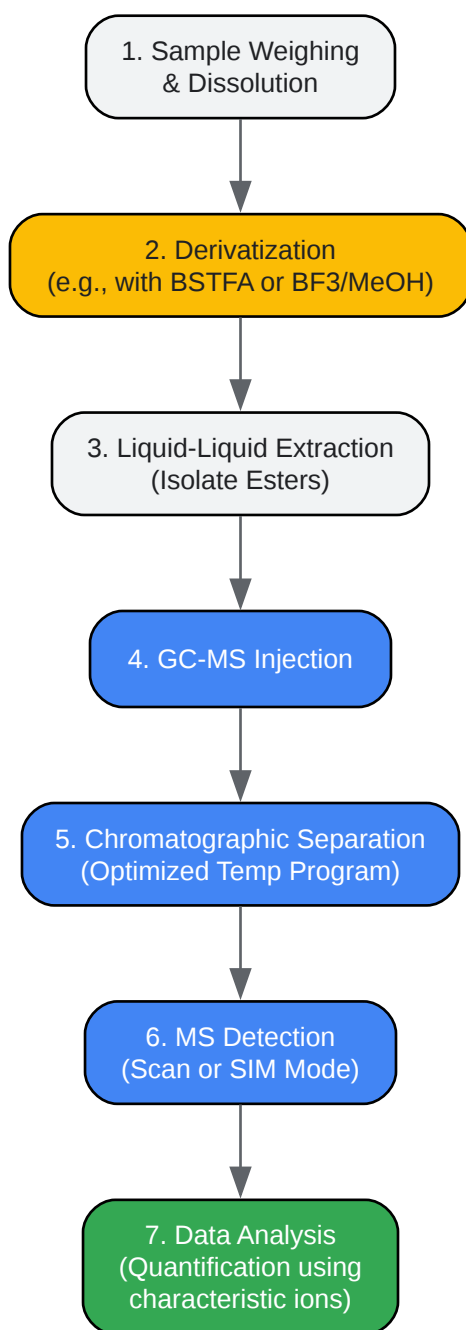 1. Sample Weighing
& Dissolution
2. Derivatization
(e.g., with BSTFA or BF3/MeOH)
3. Liquid-Liquid Extraction
(Isolate Esters)
4. GC-MS Injection
5. Chromatographic Separation
(Optimized Temp Program)
6. MS Detection
(Scan or SIM Mode)
7. Data Analysis
(Quantification using
characteristic ions)